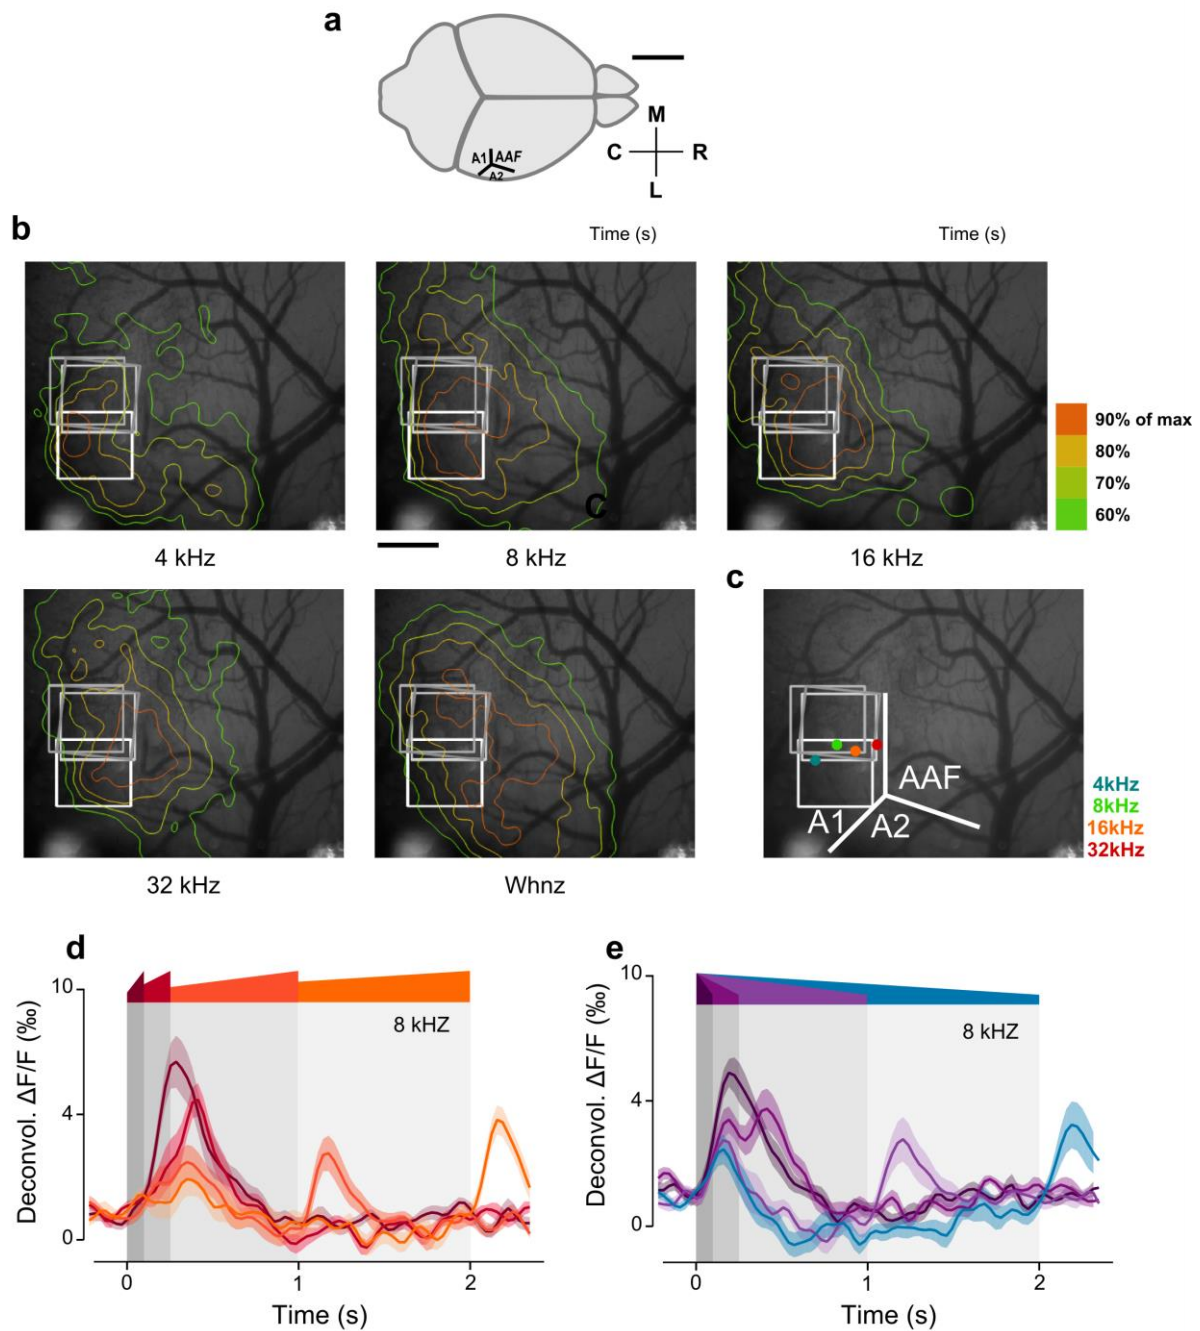 a
A1 AAF
A2
M
C R
L
b
Time (s) Time (s)
C
90% of max
80%
70%
60%
4 kHz 8 kHz 16 kHz
c
AAF
A1 A2
4kHz
8kHz
16kHz
32kHz
32 kHz Whnz
d
10
4
0
Deconvol. ΔF/F (‰)
8 kHZ
0 1 2
Time (s)
e
10
4
0
Deconvol. ΔF/F (‰)
8 kHZ
0 1 2
Time (s)